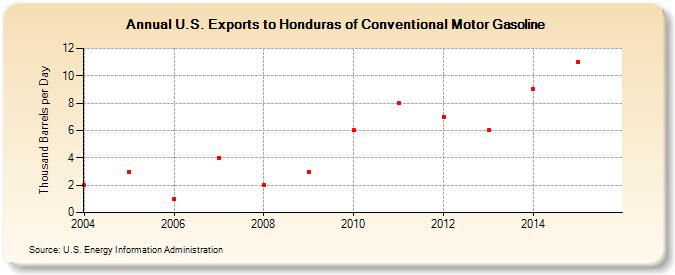 Annual U.S. Exports to Honduras of Conventional Motor Gasoline
Thousand Barrels per Day
12
10
8
6
4
2
0
2004 2006 2008 2010 2012 2014
Source: U.S. Energy Information Administration